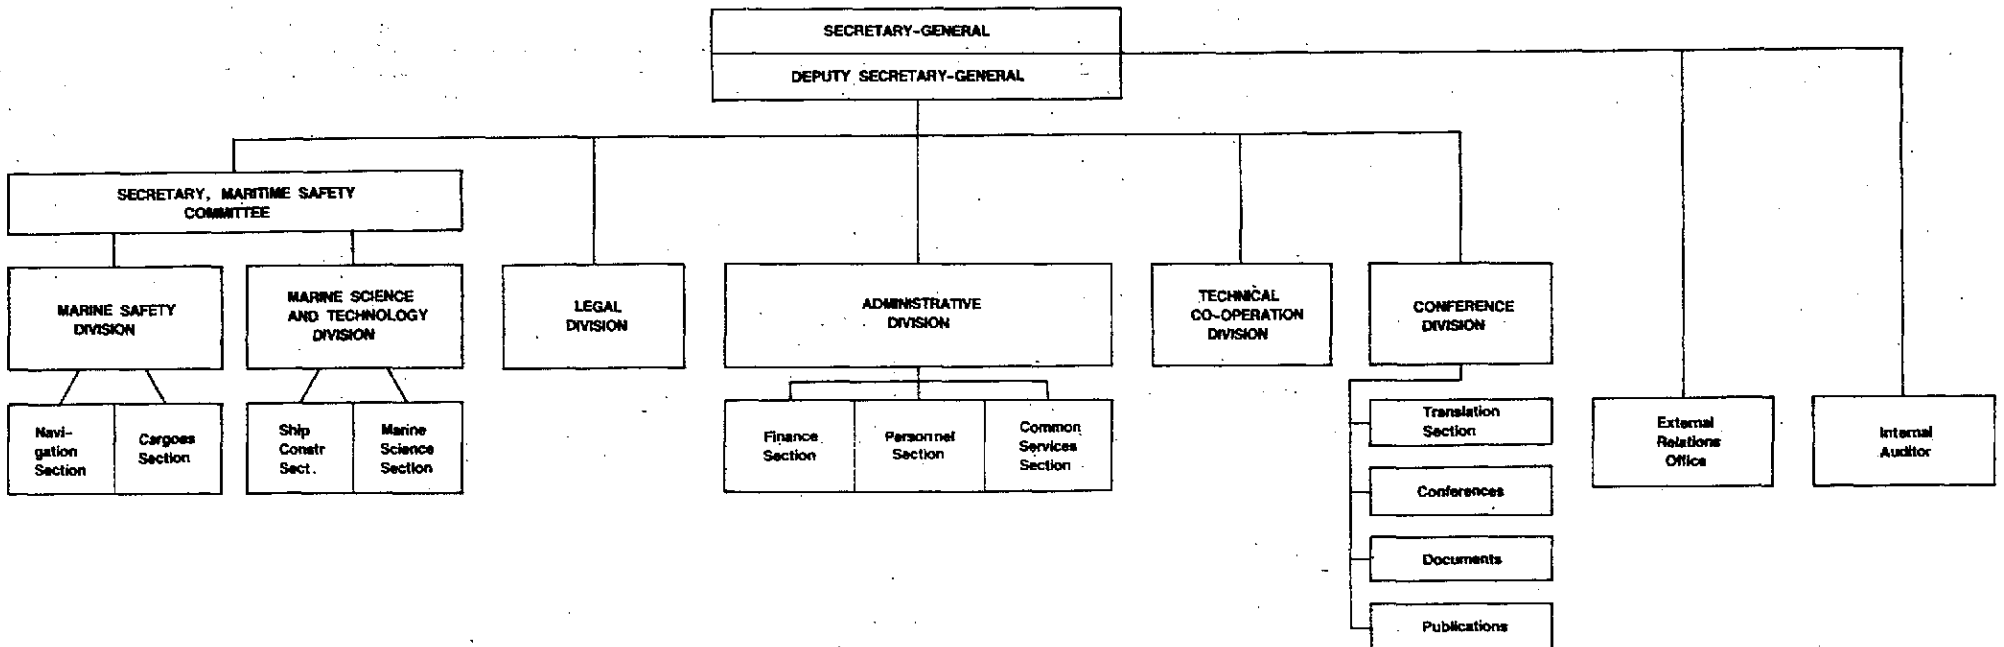 SECRETARY-GENERAL
DEPUTY SECRETARY-GENERAL
SECRETARY, MARITIME SAFETY
COMMITTEE
MARINE SAFETY
DIVISION
MARINE SCIENCE
AND TECHNOLOGY
DIVISION
LEGAL
DIVISION
ADMINISTRATIVE
DIVISION
TECHNICAL
CO-OPERATION
DIVISION
CONFERENCE
DIVISION
Navi-
gation
Section
Cargoes
Section
Ship
Constr
Sect.
Marine
Science
Section
Finance
Section
Personnel
Section
Common
Services
Section
Translation
Section
Conferences
Documents
Publications
External
Relations
Office
Internal
Auditor